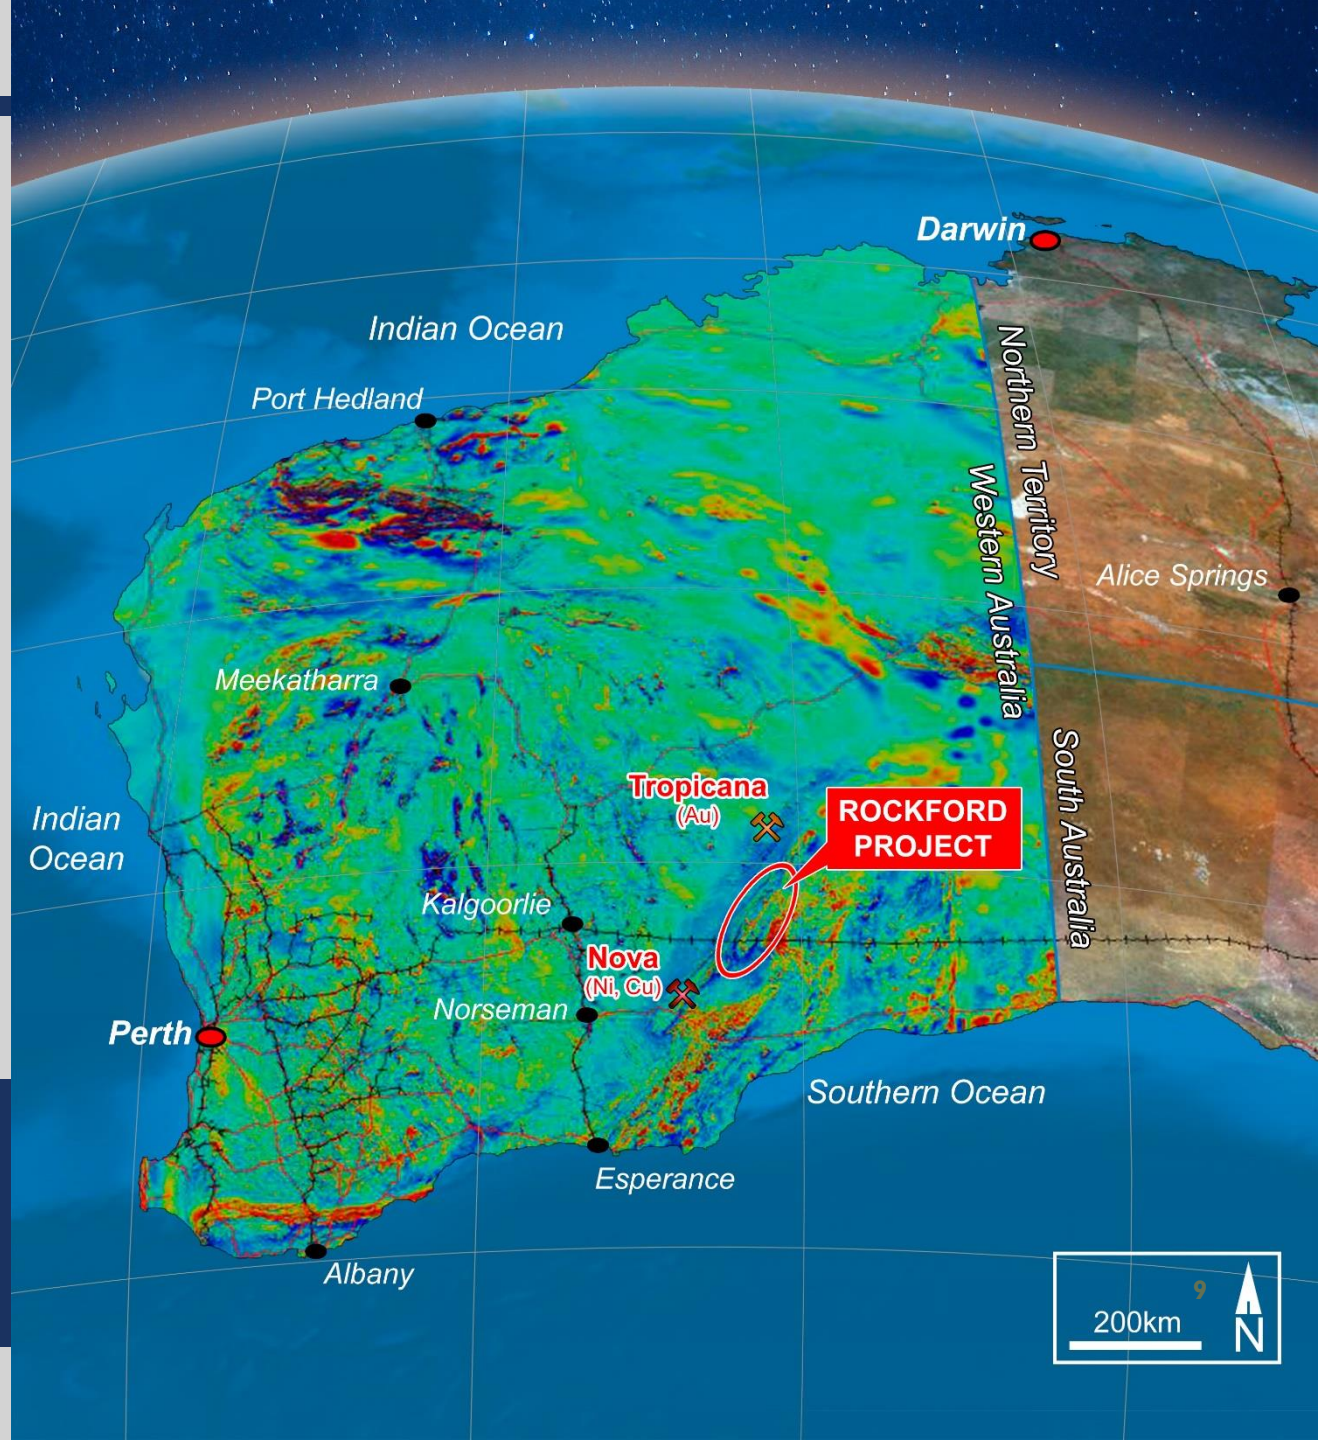 Darwin
Indian Ocean
Port Hedland
Northern Territory
Western Australia
Alice Springs
Meekatharra
South Australia
Tropicana
(Au)
ROCKFORD
PROJECT
Indian
Ocean
Kalgoorlie
Nova
(Ni, Cu)
Norseman
Perth
Southern Ocean
Esperance
Albany
9
200km
N